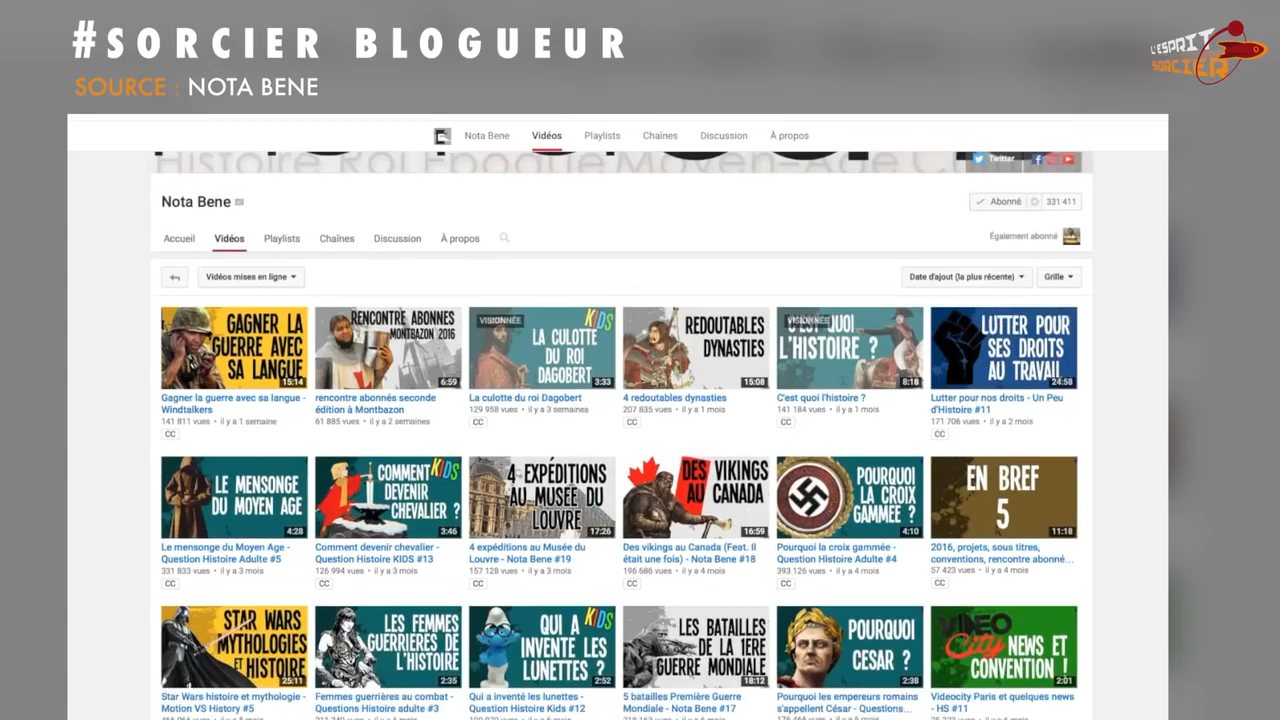 #SORCIER BLOGUEUR
SOURCE : NOTA BENE
L'ESPRIT
SORCIER
Nota Bene Vidéos Playlists Chaînes Discussion À propos
Histoire Roi Epoque Moyen-Age C
Twitter
Nota Bene
Abonné 331 411
Accueil Vidéos Playlists Chaînes Discussion À propos
Également abonné
Vidéos mises en ligne
Date d'ajout (la plus récente) Grille
GAGNER LA
GUERRE AVEC
SA LANGUE
15:14
RENCONTRE ABONNES
MONTBAZON 2016
6:59
VISIONNÉE
KIDS
LA CULOTTE
DU ROI
DAGOBERT
3:33
REDOUTABLES
DYNASTIES
15:08
VISIONNÉE
C'EST QUOI
L'HISTOIRE ?
8:18
LUTTER POUR
SES DROITS
AU TRAVAIL
24:58
Gagner la guerre avec sa langue -
Windtalkers
141 811 vues • il y a 1 semaine
CC
rencontre abonnés seconde
édition à Montbazon
61 885 vues • il y a 2 semaines
La culotte du roi Dagobert
129 958 vues • il y a 3 semaines
CC
4 redoutables dynasties
207 835 vues • il y a 1 mois
CC
C'est quoi l'histoire ?
141 184 vues • il y a 1 mois
CC
Lutter pour nos droits - Un Peu
d'Histoire #11
171 706 vues • il y a 2 mois
CC
LE MENSONGE
DU MOYEN AGE
4:28
COMMENT KIDS
DEVENIR
CHEVALIER ?
3:46
4 EXPÉDITIONS
AU MUSÉE DU
LOUVRE
17:26
DES VIKINGS
AU CANADA
16:59
POURQUOI
LA CROIX
GAMMÉE ?
4:10
EN BREF
5
11:18
Le mensonge du Moyen Age -
Question Histoire Adulte #5
331 833 vues • il y a 3 mois
CC
Comment devenir chevalier -
Question Histoire KIDS #13
126 994 vues • il y a 3 mois
CC
4 expéditions au Musée du
Louvre - Nota Bene #19
157 128 vues • il y a 3 mois
CC
Des vikings au Canada (Feat. Il
était une fois) - Nota Bene #18
196 686 vues • il y a 4 mois
CC
Pourquoi la croix gammée -
Question Histoire Adulte #4
393 126 vues • il y a 4 mois
CC
2016, projets, sous titres,
conventions, rencontre abonné…
57 423 vues • il y a 4 mois
CC
STAR WARS
MYTHOLOGIES
ET HISTOIRE
25:11
LES FEMMES
GUERRIERES DE
L'HISTOIRE
2:35
QUI A KIDS
INVENTÉ LES
LUNETTES ?
2:52
LES BATAILLES
DE LA 1ERE
GUERRE MONDIALE
18:12
POURQUOI
CESAR ?
2:38
VIDEO
City NEWS ET
CONVENTION !
2:01
Star Wars histoire et mythologie -
Motion VS History #5
Femmes guerrières au combat -
Questions Histoire adulte #3
Qui a inventé les lunettes -
Question Histoire Kids #12
5 batailles Première Guerre
Mondiale - Nota Bene #17
Pourquoi les empereurs romains
s'appellent César - Questions…
Videocity Paris et quelques news
- HS #11